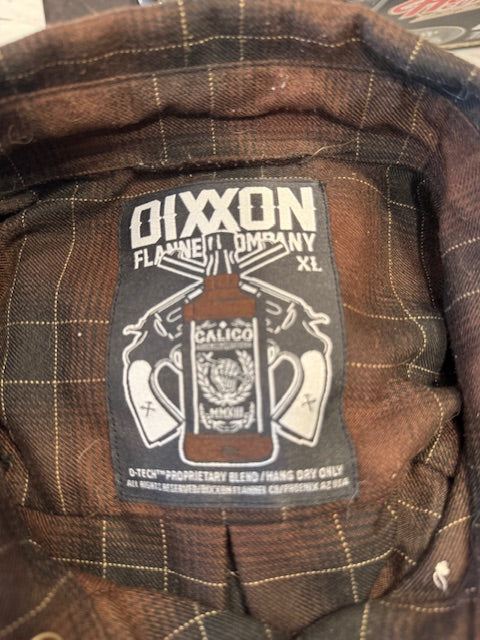 DIXXON
FLANNEL COMPANY
XL
CALICO
MMXIII
D-TECH™ PROPRIETARY BLEND / HANG DRY ONLY
ALL RIGHTS RESERVED/DIXXON FLANNEL CO/PHOENIX AZ USA